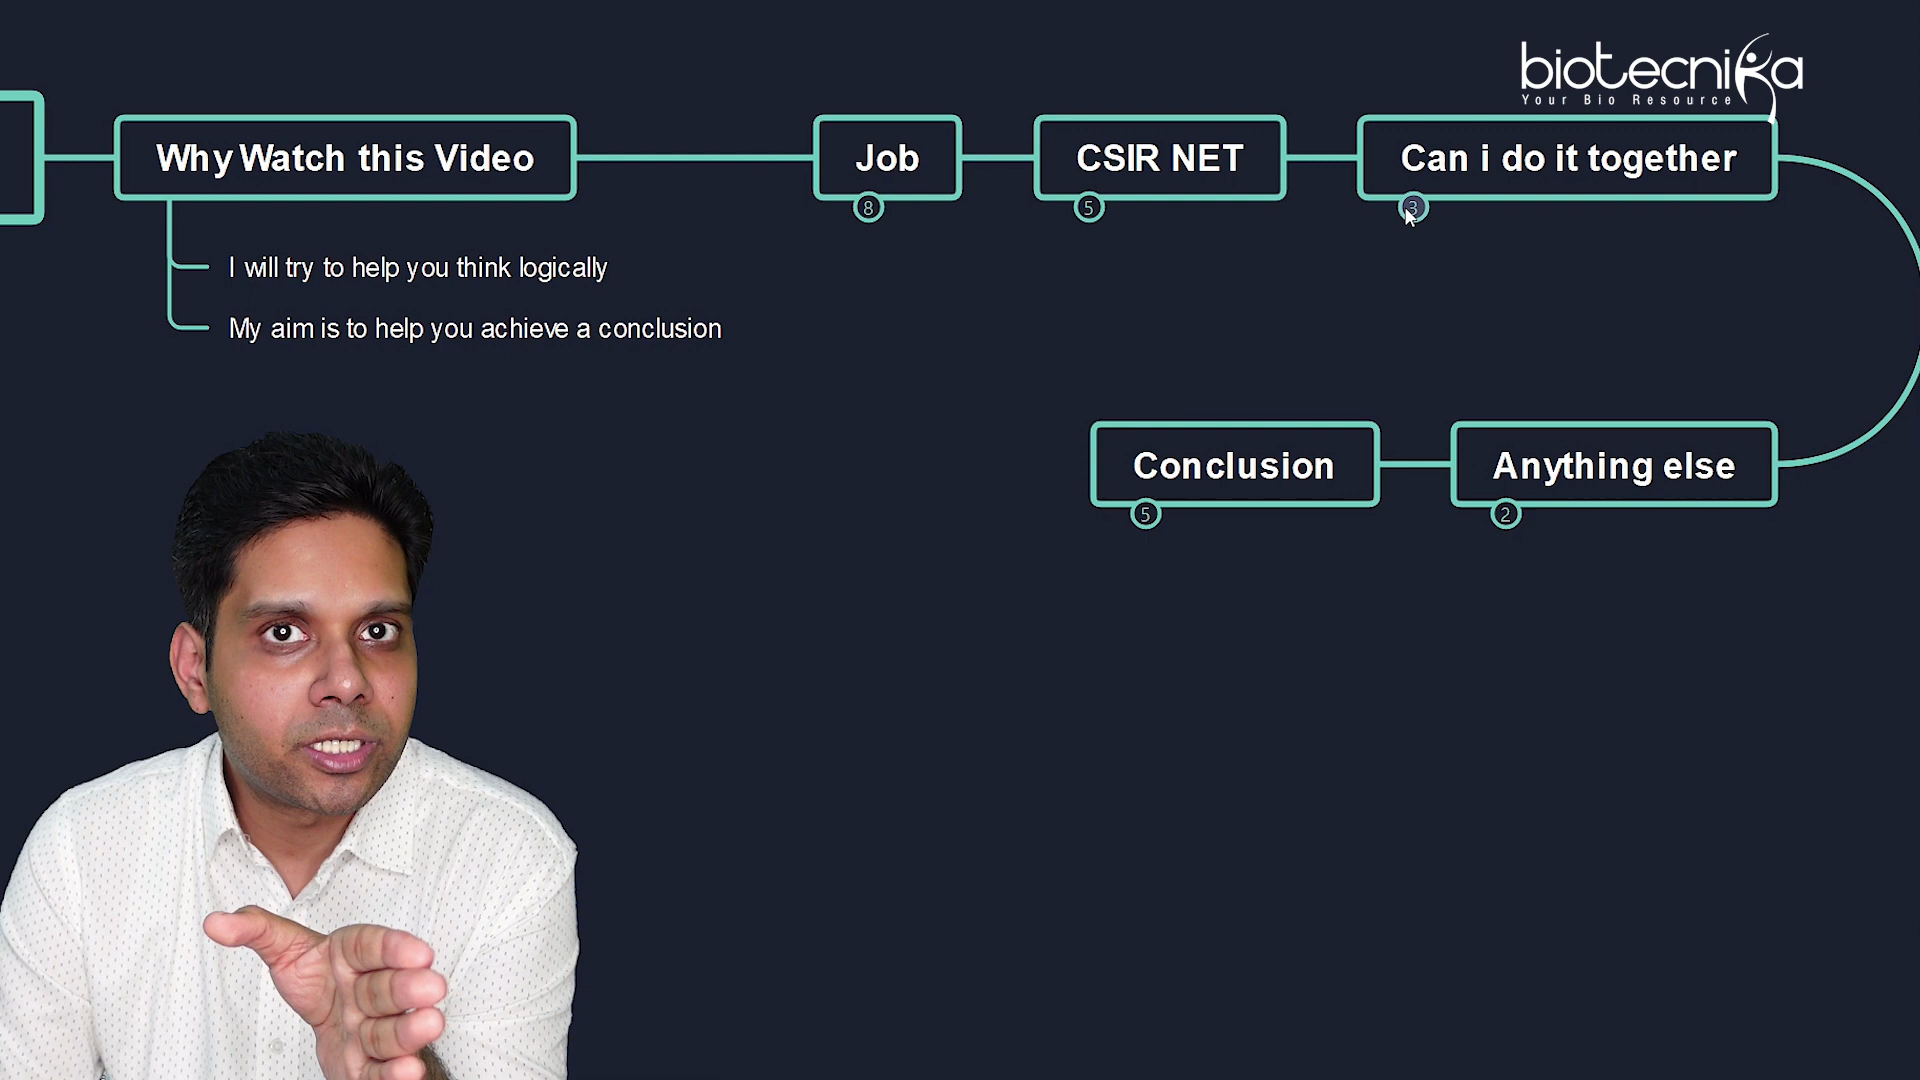 biotecnika
Your Bio Resource
Why Watch this Video
Job
CSIR NET
Can i do it together
8
5
3
I will try to help you think logically
My aim is to help you achieve a conclusion
Conclusion
Anything else
5
2